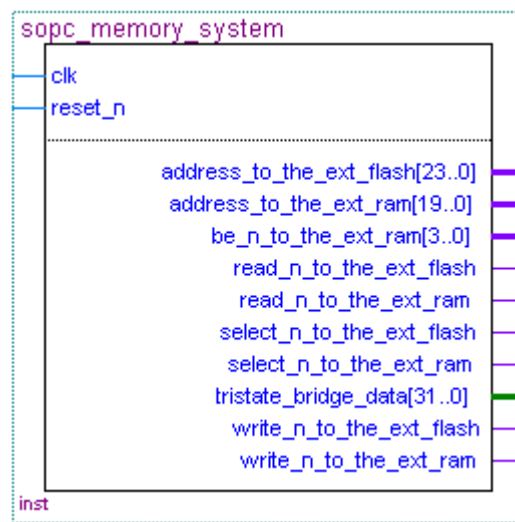 sopc_memory_system
clk
reset_n
address_to_the_ext_flash[23..0]
address_to_the_ext_ram[19..0]
be_n_to_the_ext_ram[3..0]
read_n_to_the_ext_flash
read_n_to_the_ext_ram
select_n_to_the_ext_flash
select_n_to_the_ext_ram
tristate_bridge_data[31..0]
write_n_to_the_ext_flash
write_n_to_the_ext_ram
inst